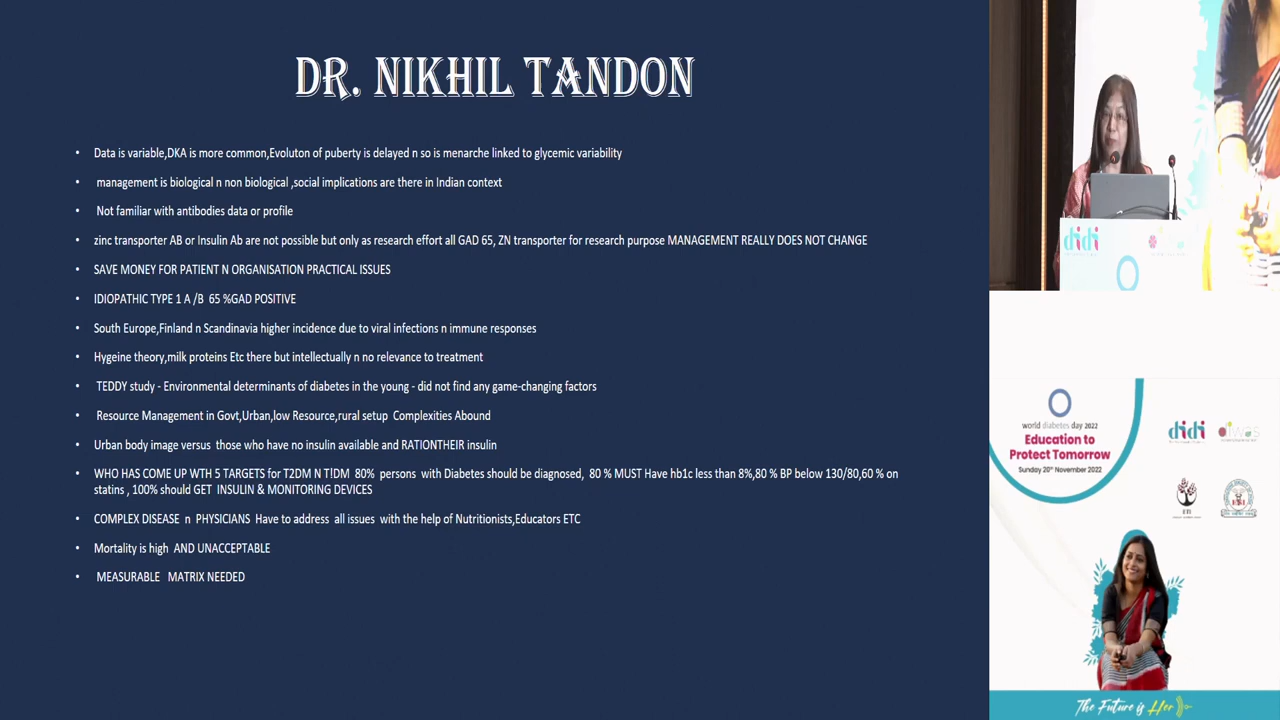 DR. NIKHIL TANDON
• Data is variable,DKA is more common,Evoluton of puberty is delayed n so is menarche linked to glycemic variability
• management is biological n non biological ,social implications are there in Indian context
• Not familiar with antibodies data or profile
• zinc transporter AB or Insulin Ab are not possible but only as research effort all GAD 65, ZN transporter for research purpose MANAGEMENT REALLY DOES NOT CHANGE
• SAVE MONEY FOR PATIENT N ORGANISATION PRACTICAL ISSUES
• IDIOPATHIC TYPE 1 A /B 65 %GAD POSITIVE
• South Europe,Finland n Scandinavia higher incidence due to viral infections n immune responses
• Hygeine theory,milk proteins Etc there but intellectually n no relevance to treatment
• TEDDY study - Environmental determinants of diabetes in the young - did not find any game-changing factors
• Resource Management in Govt,Urban,low Resource,rural setup Complexities Abound
• Urban body image versus those who have no insulin available and RATIONTHEIR insulin
• WHO HAS COME UP WTH 5 TARGETS for T2DM N T!DM 80% persons with Diabetes should be diagnosed, 80 % MUST Have hb1c less than 8%,80 % BP below 130/80,60 % on
statins , 100% should GET INSULIN & MONITORING DEVICES
• COMPLEX DISEASE n PHYSICIANS Have to address all issues with the help of Nutritionists,Educators ETC
• Mortality is high AND UNACCEPTABLE
• MEASURABLE MATRIX NEEDED
didi
world diabetes day 2022
Education to
Protect Tomorrow
Sunday 20th November 2022
didi
The Future is Her